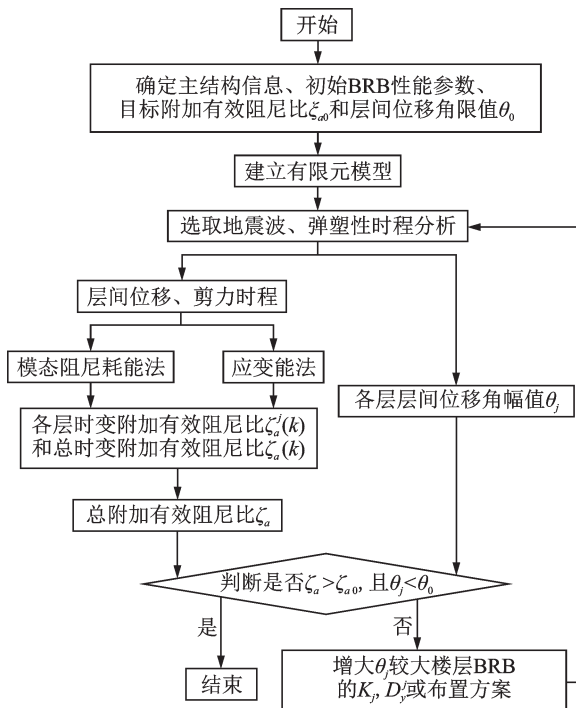 开始
确定主结构信息、初始BRB性能参数、
目标附加有效阻尼比ξₐ₀和层间位移角限值θ₀
建立有限元模型
选取地震波、弹塑性时程分析
层间位移、剪力时程
模态阻尼耗能法
应变能法
各层时变附加有效阻尼比ζₐʲ(k)
和总时变附加有效阻尼比ζₐ(k)
各层层间位移角幅值θⱼ
总附加有效阻尼比ζₐ
判断是否ζₐ>ζₐ₀, 且θⱼ<θ₀
是
否
结束
增大θⱼ较大楼层BRB
的Kⱼ, Dᵧʲ或布置方案